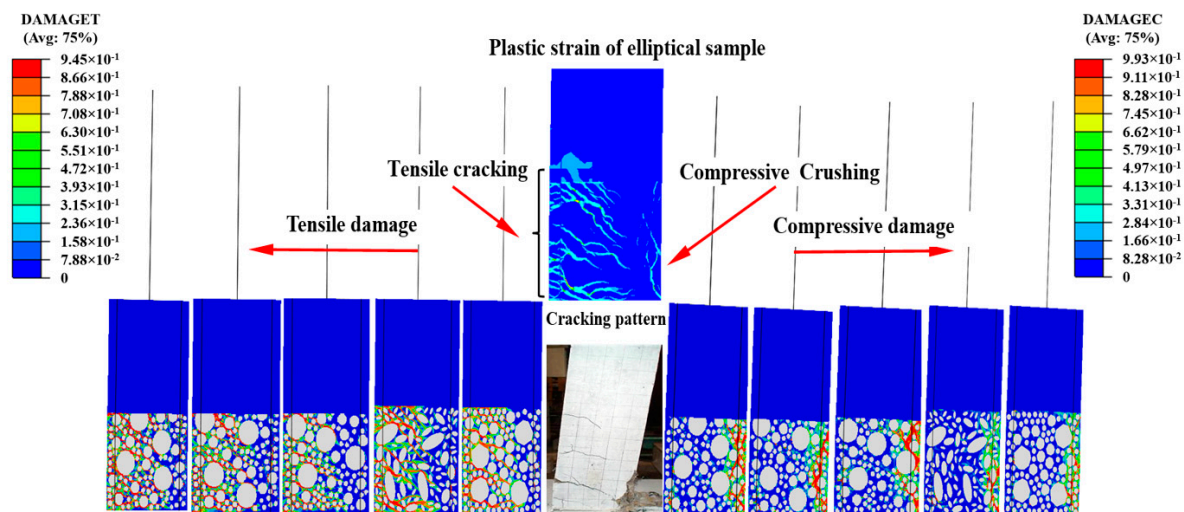 DAMAGET
(Avg: 75%)
9.45×10⁻¹
8.66×10⁻¹
7.88×10⁻¹
7.08×10⁻¹
6.30×10⁻¹
5.51×10⁻¹
4.72×10⁻¹
3.93×10⁻¹
3.15×10⁻¹
2.36×10⁻¹
1.58×10⁻¹
7.88×10⁻²
0
Plastic strain of elliptical sample
Tensile cracking
Tensile damage
Compressive Crushing
Compressive damage
Cracking pattern
DAMAGEC
(Avg: 75%)
9.93×10⁻¹
9.11×10⁻¹
8.28×10⁻¹
7.45×10⁻¹
6.62×10⁻¹
5.79×10⁻¹
4.97×10⁻¹
4.13×10⁻¹
3.31×10⁻¹
2.84×10⁻¹
1.66×10⁻¹
8.28×10⁻²
0